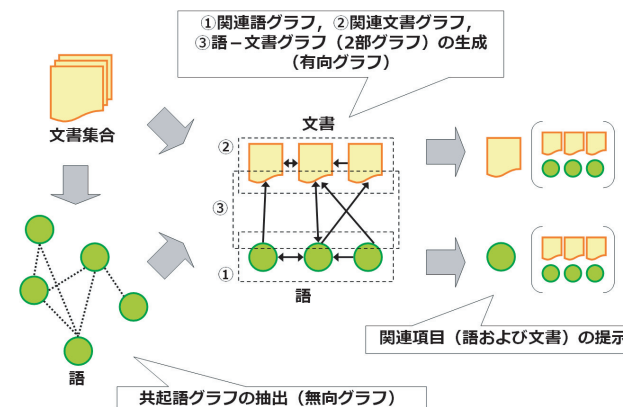 ①関連語グラフ，②関連文書グラフ，
③語－文書グラフ（2部グラフ）の生成
（有向グラフ）
文書集合
文書
②
③
①
語
語
関連項目（語および文書）の提示
共起語グラフの抽出（無向グラフ）